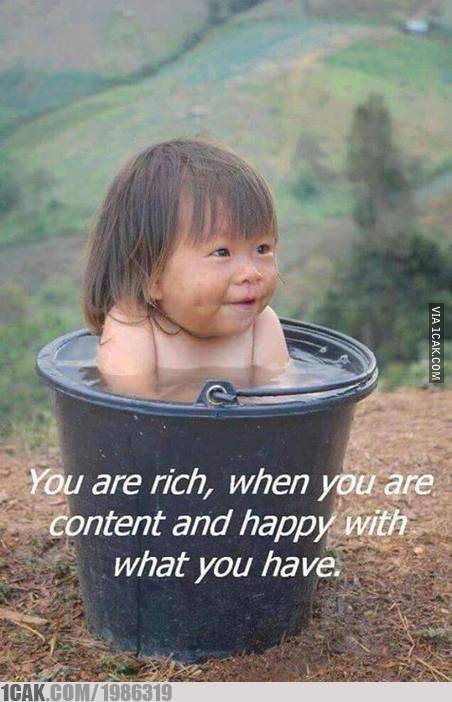 VIA 1CAK.COM
You are rich, when you are
content and happy with
what you have.
1CAK.COM/1986319